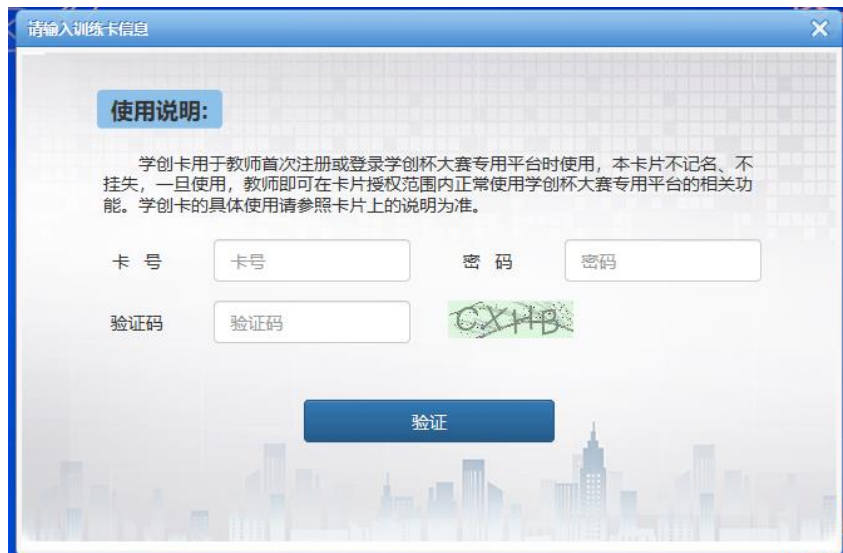 请输入训练卡信息
使用说明:
学创卡用于教师首次注册或登录学创杯大赛专用平台时使用，本卡片不记名、不
挂失，一旦使用，教师即可在卡片授权范围内正常使用学创杯大赛专用平台的相关功
能。学创卡的具体使用请参照卡片上的说明为准。
卡 号 卡号 密 码 密码
验证码 验证码 CXHB
验证